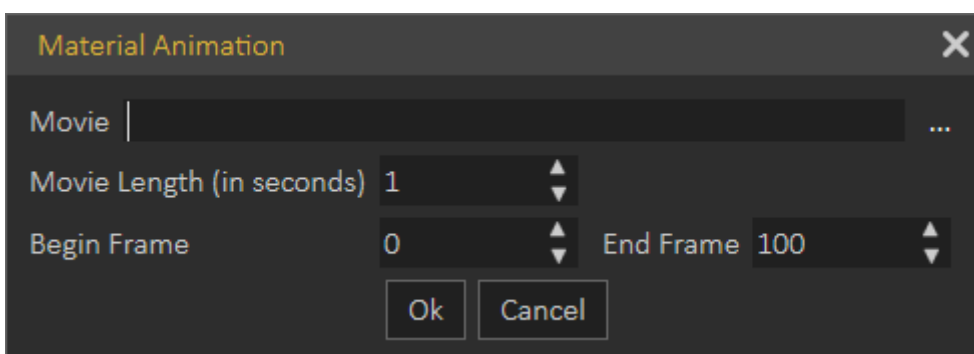 Material Animation
Movie ...
Movie Length (in seconds) 1
Begin Frame 0 End Frame 100
Ok Cancel